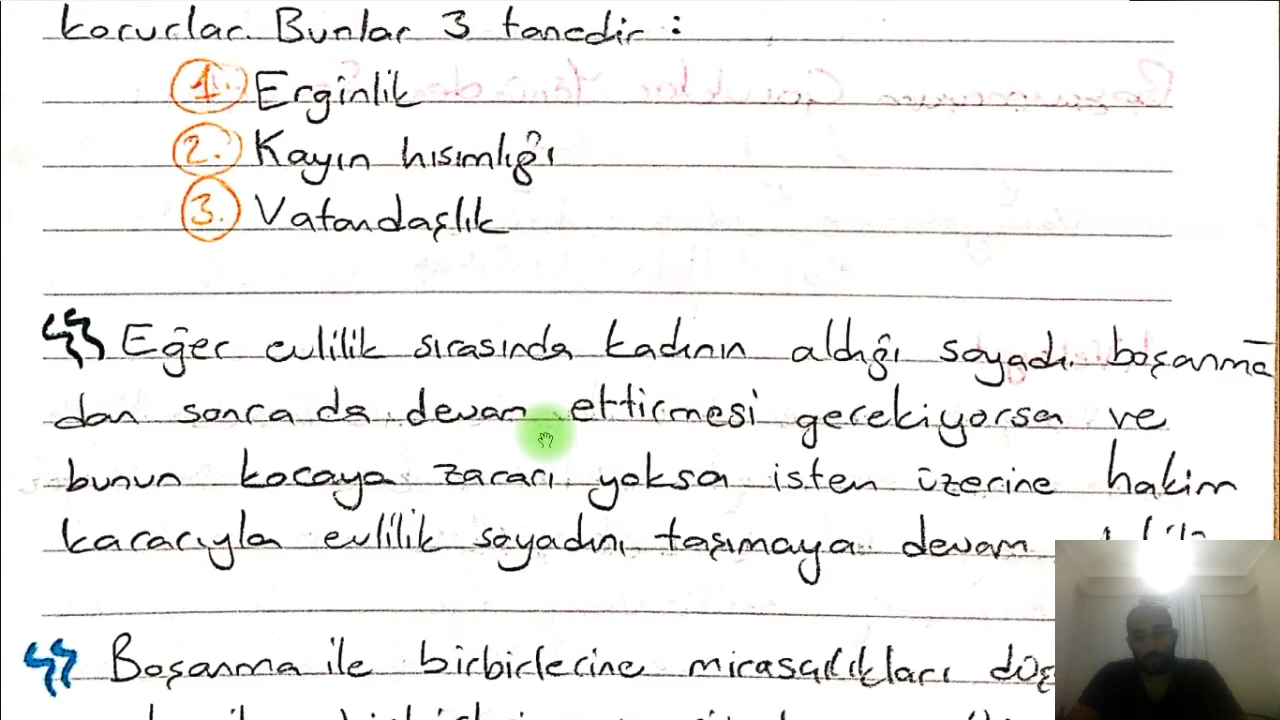 korurlar. Bunlar 3 tanedir :
1. Erginlik
2. Kayın hısımlığı
3. Vatandaşlık
Eğer evlilik sırasında kadının aldığı soyadı boşanma
dan sonra da devam ettirmesi gerekiyorsa ve
bunun kocaya zararı yoksa istem üzerine hakim
kararıyla evlilik soyadını taşımaya devam
Boşanma ile birbirlerine mirasçılıkları